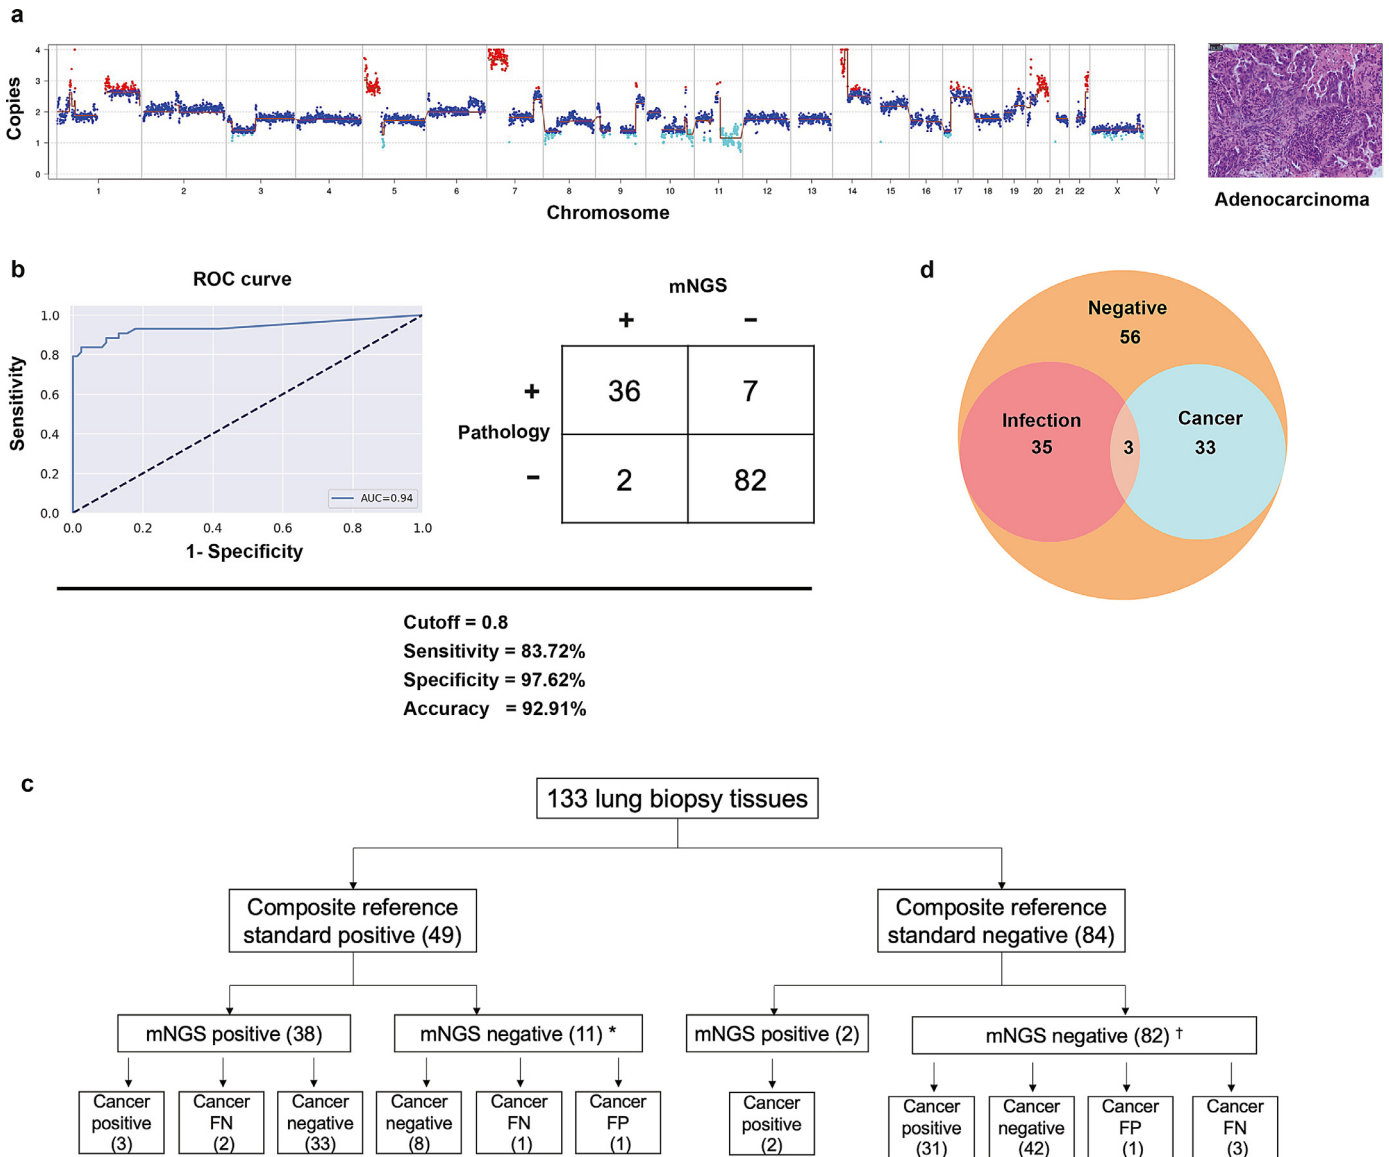 a
Copies
4
3
2
1
0
1 2 3 4 5 6 7 8 9 10 11 12 13 14 15 16 17 18 19 20 21 22 X Y
Chromosome
Adenocarcinoma
b
ROC curve
Sensitivity
1.0
0.8
0.6
0.4
0.2
0.0
0.0 0.2 0.4 0.6 0.8 1.0
AUC=0.94
1- Specificity
mNGS
+ −
Pathology
+ 36 7
− 2 82
Cutoff = 0.8
Sensitivity = 83.72%
Specificity = 97.62%
Accuracy = 92.91%
d
Negative
56
Infection
35
3
Cancer
33
c
133 lung biopsy tissues
Composite reference
standard positive (49)
Composite reference
standard negative (84)
mNGS positive (38)
mNGS negative (11) *
mNGS positive (2)
mNGS negative (82) †
Cancer
positive
(3)
Cancer
FN
(2)
Cancer
negative
(33)
Cancer
negative
(8)
Cancer
FN
(1)
Cancer
FP
(1)
Cancer
positive
(2)
Cancer
positive
(31)
Cancer
negative
(42)
Cancer
FP
(1)
Cancer
FN
(3)